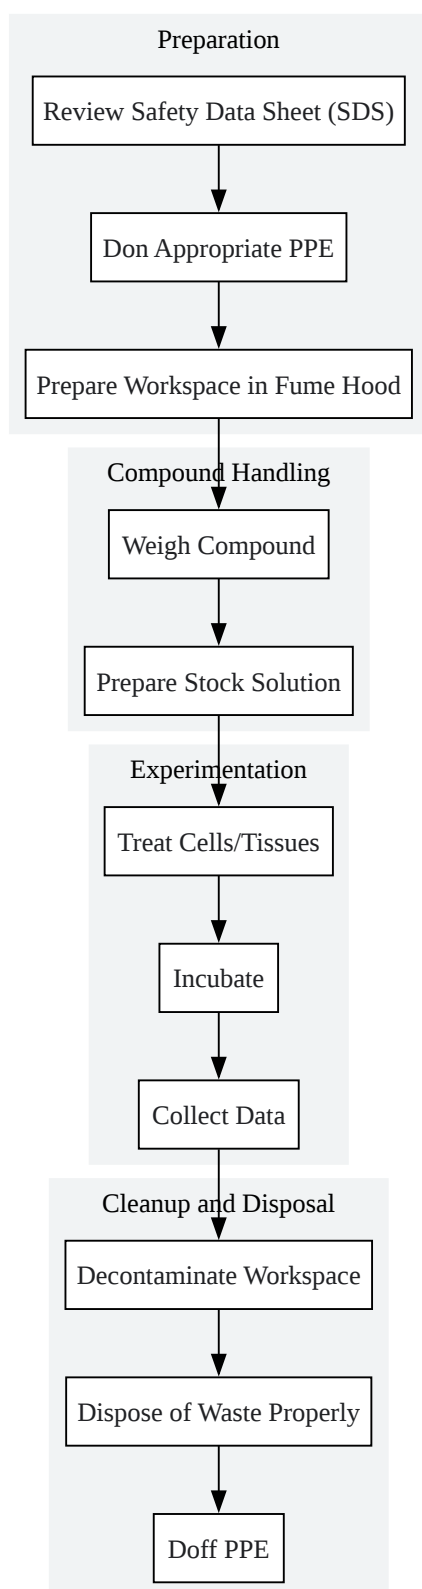 Preparation
Review Safety Data Sheet (SDS)
Don Appropriate PPE
Prepare Workspace in Fume Hood
Compound Handling
Weigh Compound
Prepare Stock Solution
Experimentation
Treat Cells/Tissues
Incubate
Collect Data
Cleanup and Disposal
Decontaminate Workspace
Dispose of Waste Properly
Doff PPE